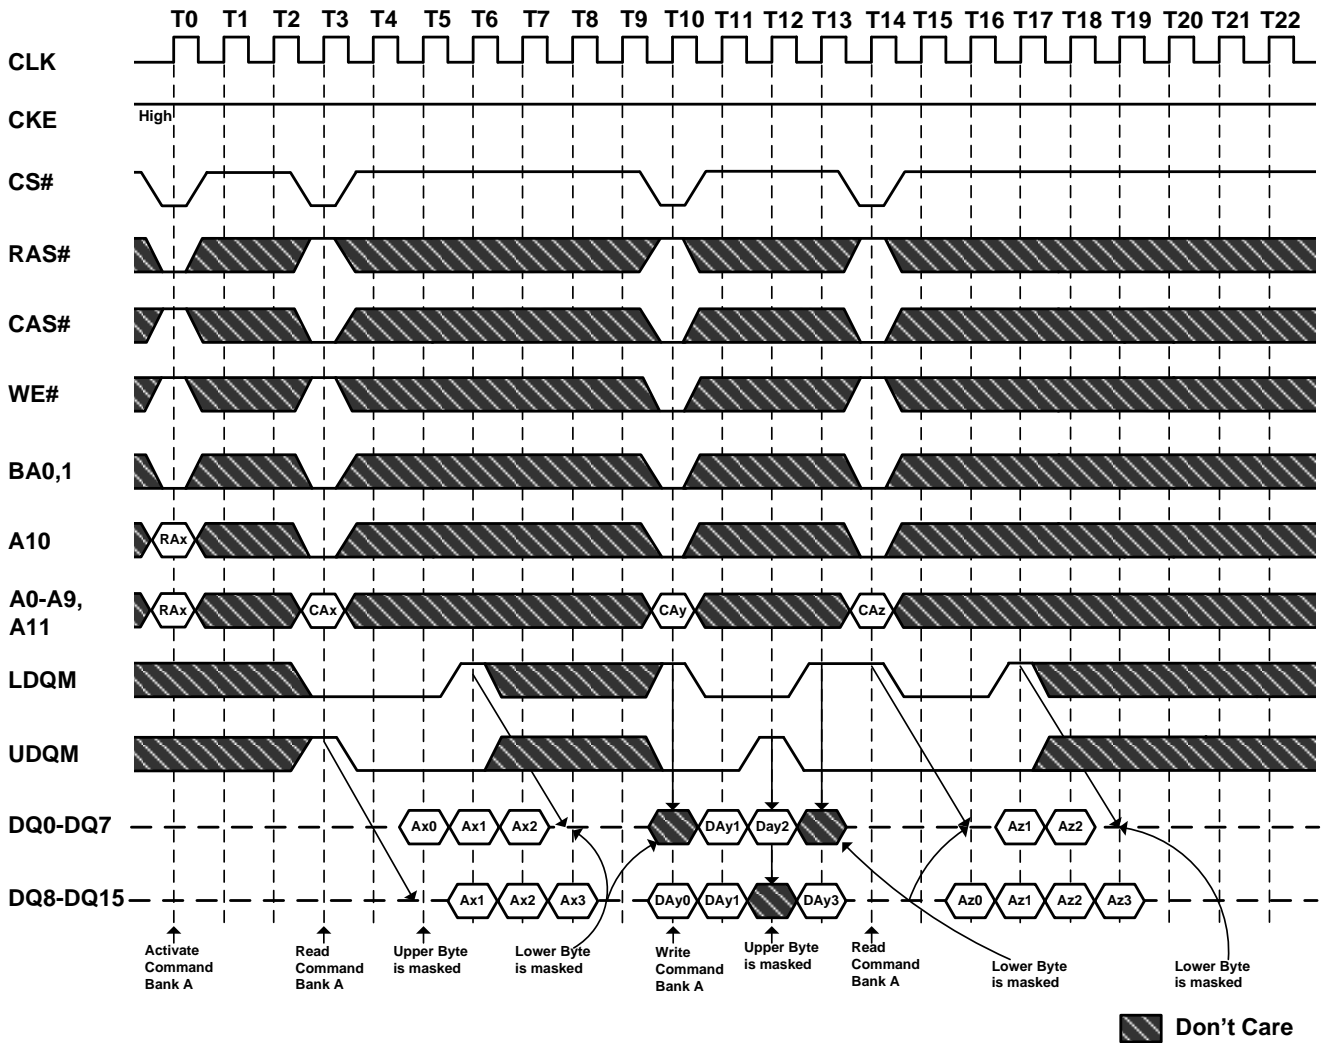 T0 T1 T2 T3 T4 T5 T6 T7 T8 T9 T10 T11 T12 T13 T14 T15 T16 T17 T18 T19 T20 T21 T22
CLK
CKE
High
CS#
RAS#
CAS#
WE#
BA0,1
A10
RAx
A0-A9,
A11
RAx CAx CAy CAz
LDQM
UDQM
DQ0-DQ7
Ax0 Ax1 Ax2 DAy1 Day2 Az1 Az2
DQ8-DQ15
Ax1 Ax2 Ax3 DAy0 DAy1 DAy3 Az0 Az1 Az2 Az3
Activate
Command
Bank A
Read
Command
Bank A
Upper Byte
is masked
Lower Byte
is masked
Write
Command
Bank A
Upper Byte
is masked
Read
Command
Bank A
Lower Byte
is masked
Lower Byte
is masked
Don't Care